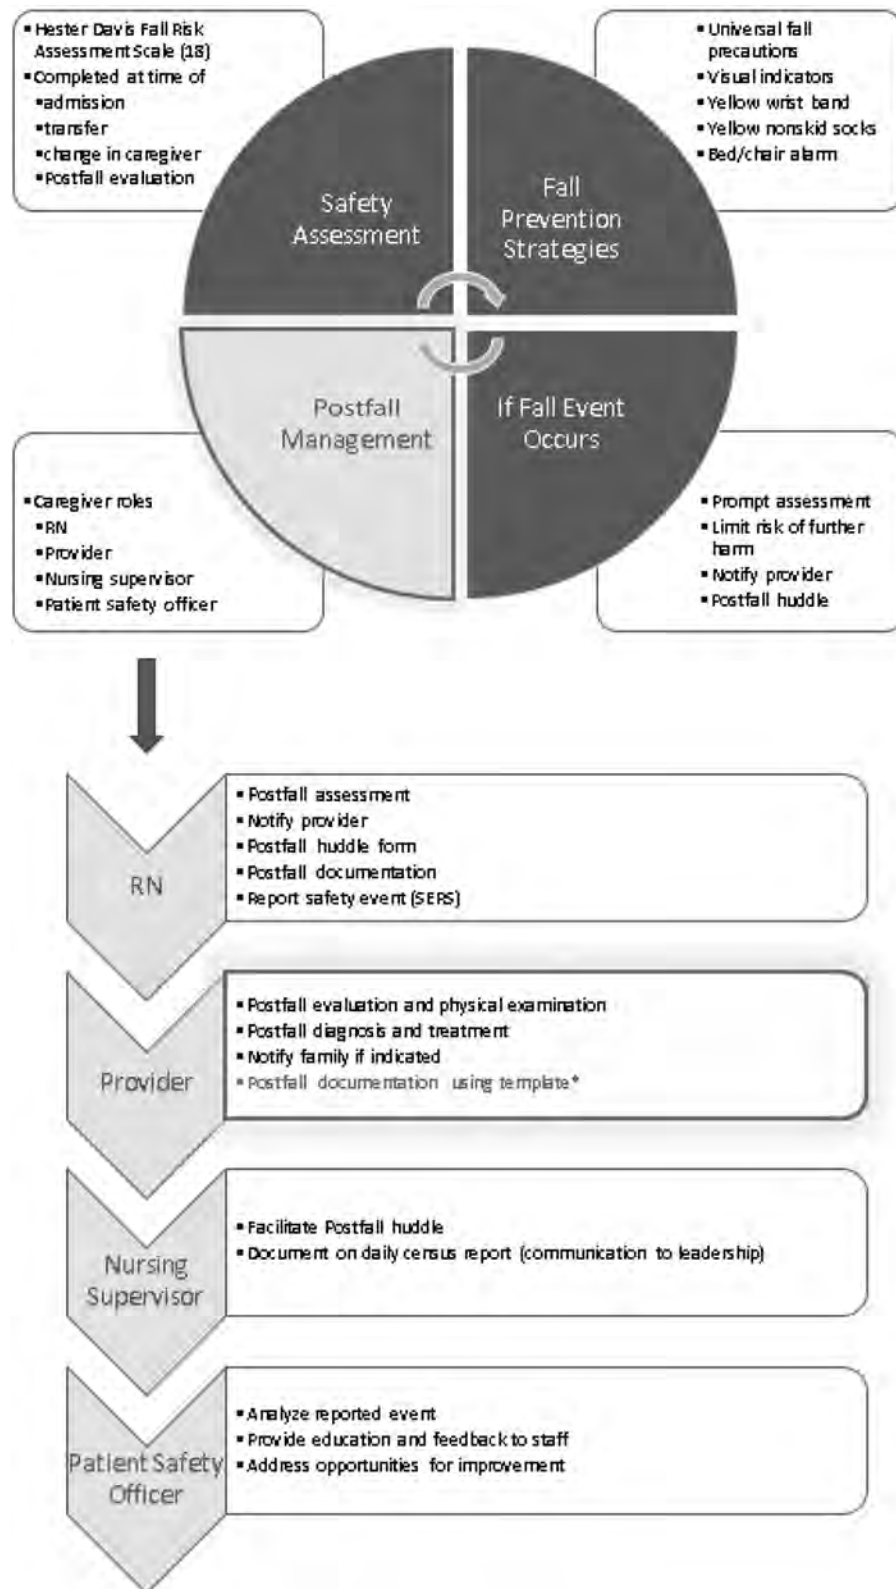 ▪Hester Davis Fall Risk
Assessment Scale (18)
▪Completed at time of
▪admission
▪transfer
▪change in caregiver
▪Postfall evaluation
▪Universal fall
precautions
▪Visual indicators
▪Yellow wrist band
▪Yellow nonskid socks
▪Bed/chair alarm
Safety
Assessment
Fall
Prevention
Strategies
Postfall
Management
If Fall Event
Occurs
▪Caregiver roles
▪RN
▪Provider
▪Nursing supervisor
▪Patient safety officer
▪Prompt assessment
▪Limit risk of further
harm
▪Notify provider
▪Postfall huddle
RN
▪Postfall assessment
▪Notify provider
▪Postfall huddle form
▪Postfall documentation
▪Report safety event (SERS)
Provider
▪Postfall evaluation and physical examination
▪Postfall diagnosis and treatment
▪Notify family if indicated
▪Postfall documentation using template*
Nursing
Supervisor
▪Facilitate Postfall huddle
▪Document on daily census report (communication to leadership)
Patient Safety
Officer
▪Analyze reported event
▪Provide education and feedback to staff
▪Address opportunities for improvement